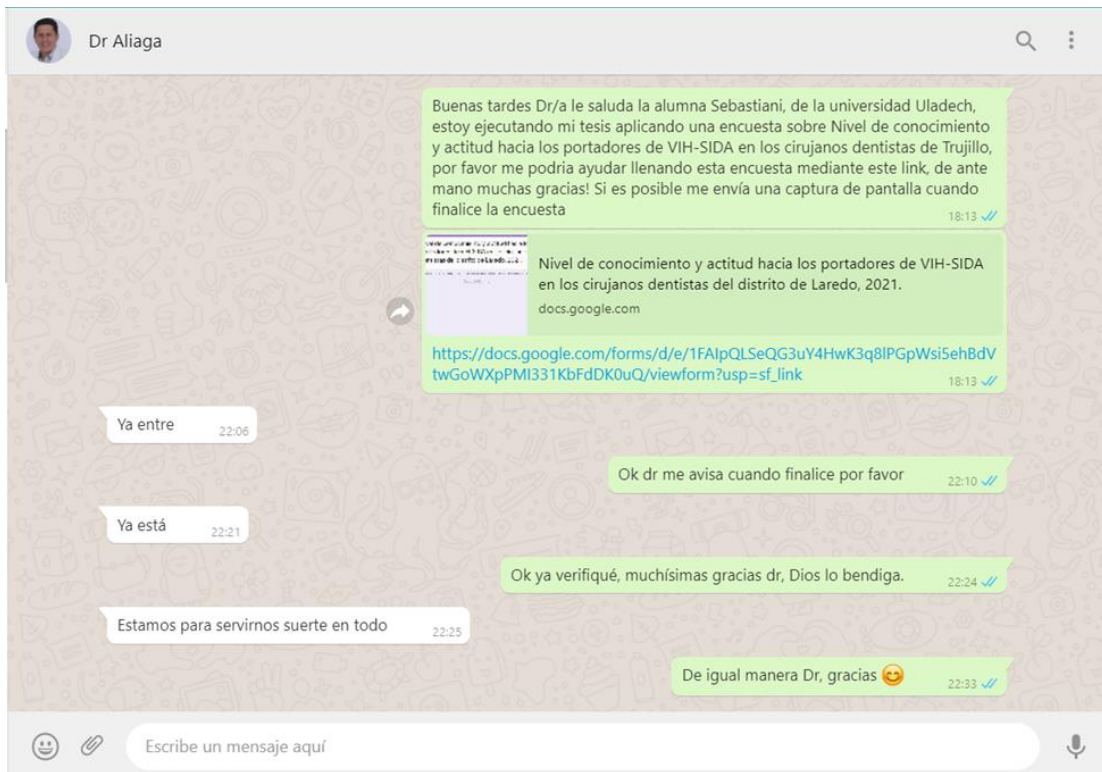 Dr Aliaga
Buenas tardes Dr/a le saluda la alumna Sebastiani, de la universidad Uladech,
estoy ejecutando mi tesis aplicando una encuesta sobre Nivel de conocimiento
y actitud hacia los portadores de VIH-SIDA en los cirujanos dentistas de Trujillo,
por favor me podria ayudar llenando esta encuesta mediante este link, de ante
mano muchas gracias! Si es posible me envía una captura de pantalla cuando
finalice la encuesta
18:13
Nivel de conocimiento y actitud hacia los portadores de VIH-SIDA
en los cirujanos dentistas del distrito de Laredo, 2021.
docs.google.com
https://docs.google.com/forms/d/e/1FAIpQLSeQG3uY4HwK3q8lPGpWsi5ehBdV
twGoWXpPMI331KbFdDK0uQ/viewform?usp=sf_link
18:13
Ya entre
22:06
Ok dr me avisa cuando finalice por favor
22:10
Ya está
22:21
Ok ya verifiqué, muchísimas gracias dr, Dios lo bendiga.
22:24
Estamos para servirnos suerte en todo
22:25
De igual manera Dr, gracias 😊
22:33
Escribe un mensaje aquí